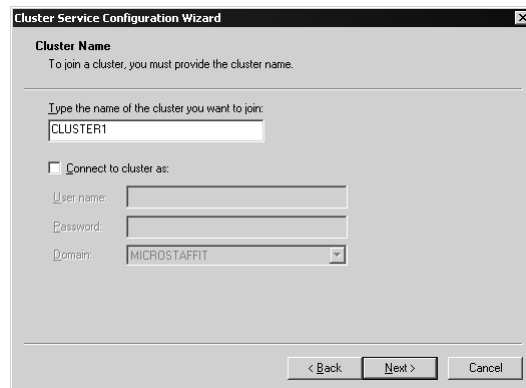 Cluster Service Configuration Wizard
Cluster Name
To join a cluster, you must provide the cluster name.
Type the name of the cluster you want to join:
CLUSTER1
Connect to cluster as:
User name:
Password:
Domain:
MICROSTAFFIT
< Back
Next >
Cancel